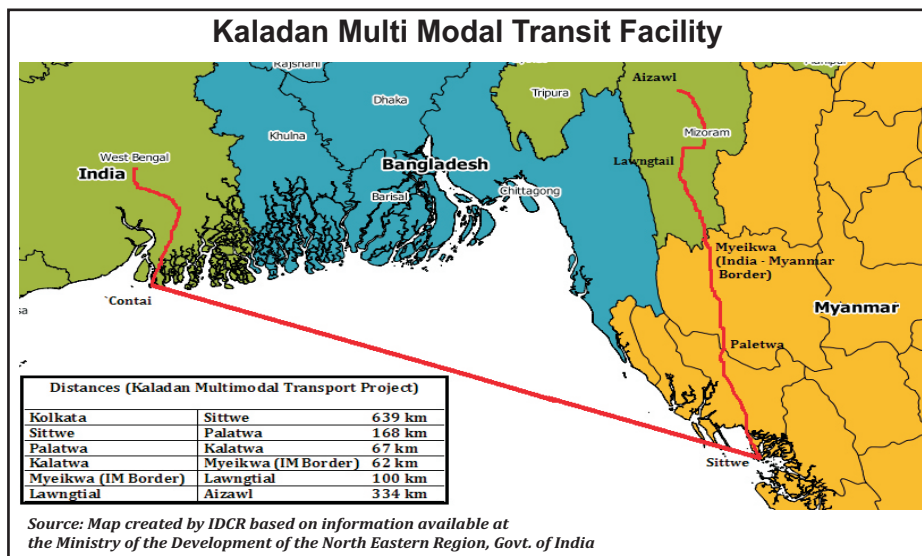 Kaladan Multi Modal Transit Facility
Rajshahi
Dhaka
Tripura
Aizawl
Khulna
Mizoram
West Bengal
India
Bangladesh
Lawngtail
Barisal
Chittagong
Myeikwa
(India - Myanmar
Border)
`Contai
Myanmar
Paletwa
Sittwe
Distances (Kaladan Multimodal Transport Project)
Kolkata Sittwe 639 km
Sittwe Palatwa 168 km
Palatwa Kalatwa 67 km
Kalatwa Myeikwa (IM Border) 62 km
Myeikwa (IM Border) Lawngtial 100 km
Lawngtial Aizawl 334 km
Source: Map created by IDCR based on information available at
the Ministry of the Development of the North Eastern Region, Govt. of India